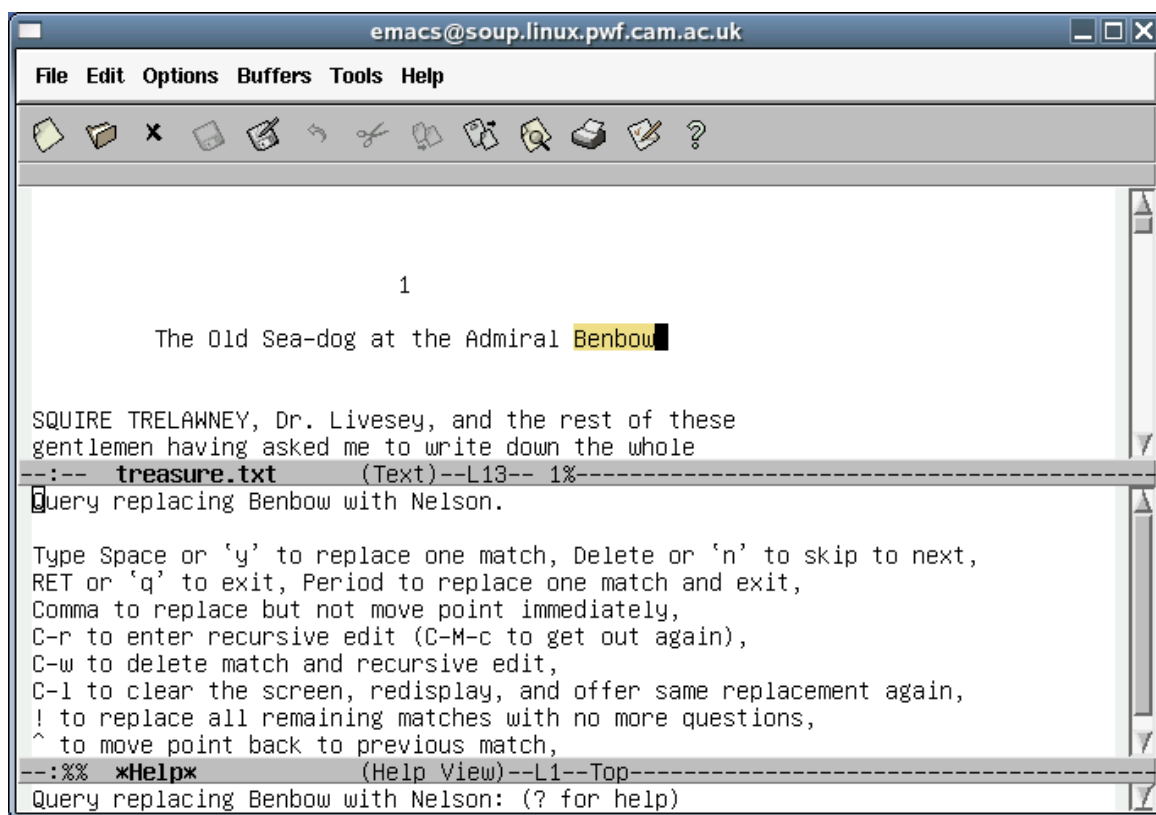 emacs@soup.linux.pwf.cam.ac.uk
File Edit Options Buffers Tools Help
1
The Old Sea-dog at the Admiral Benbow
SQUIRE TRELAWNEY, Dr. Livesey, and the rest of these
gentlemen having asked me to write down the whole
--:-- treasure.txt (Text)--L13-- 1%--------------------------------------------
Query replacing Benbow with Nelson.
Type Space or `y' to replace one match, Delete or `n' to skip to next,
RET or `q' to exit, Period to replace one match and exit,
Comma to replace but not move point immediately,
C-r to enter recursive edit (C-M-c to get out again),
C-w to delete match and recursive edit,
C-l to clear the screen, redisplay, and offer same replacement again,
! to replace all remaining matches with no more questions,
^ to move point back to previous match,
--:%% *Help* (Help View)--L1--Top----------------------------------------
Query replacing Benbow with Nelson: (? for help)